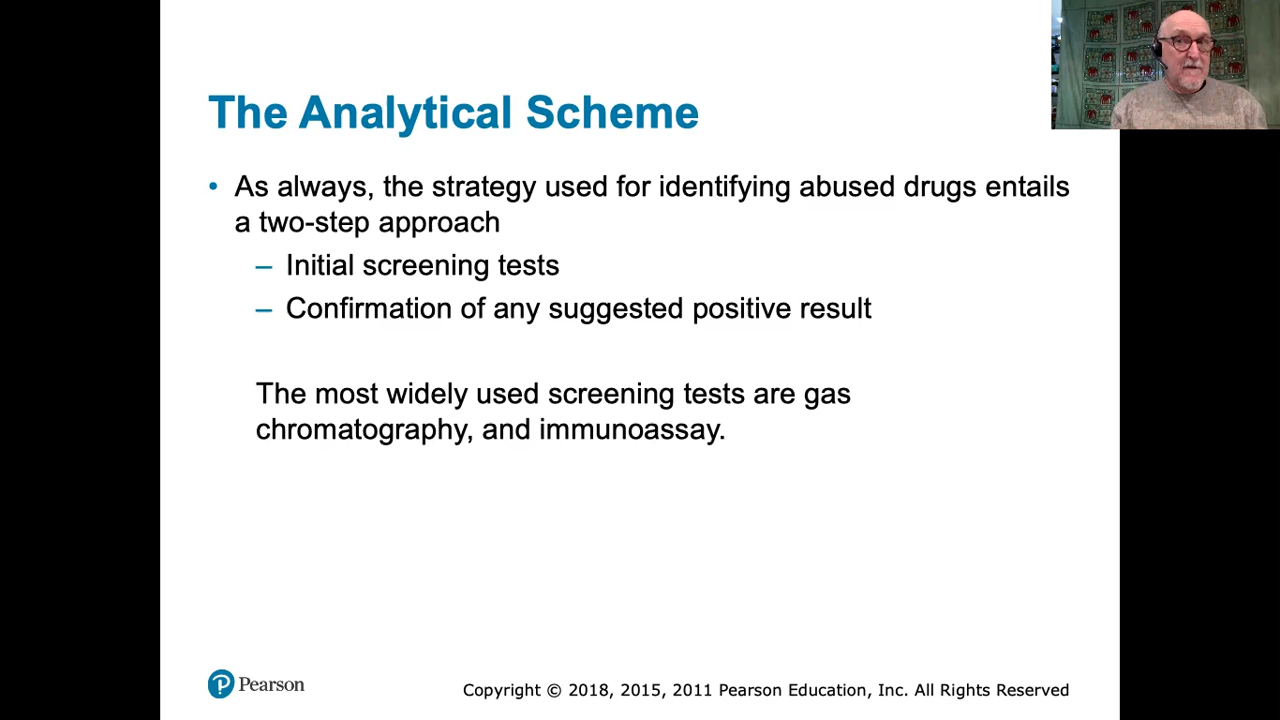 The Analytical Scheme
• As always, the strategy used for identifying abused drugs entails
a two-step approach
– Initial screening tests
– Confirmation of any suggested positive result
The most widely used screening tests are gas
chromatography, and immunoassay.
P Pearson
Copyright © 2018, 2015, 2011 Pearson Education, Inc. All Rights Reserved